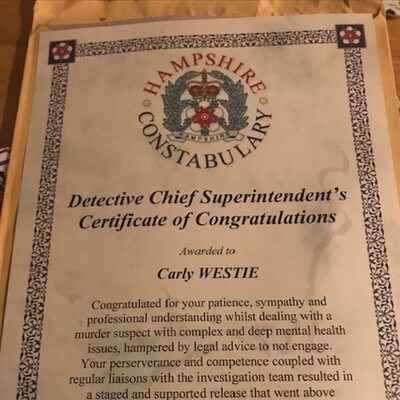 HAMPSHIRE
HAMPSHIRE
CONSTABULARY
Detective Chief Superintendent's
Certificate of Congratulations
Awarded to
Carly WESTIE
Congratulated for your patience, sympathy and
professional understanding whilst dealing with a
murder suspect with complex and deep mental health
issues, hampered by legal advice to not engage.
Your perserverance and competence coupled with
regular liaisons with the investigation team resulted in
a staged and supported release that went above